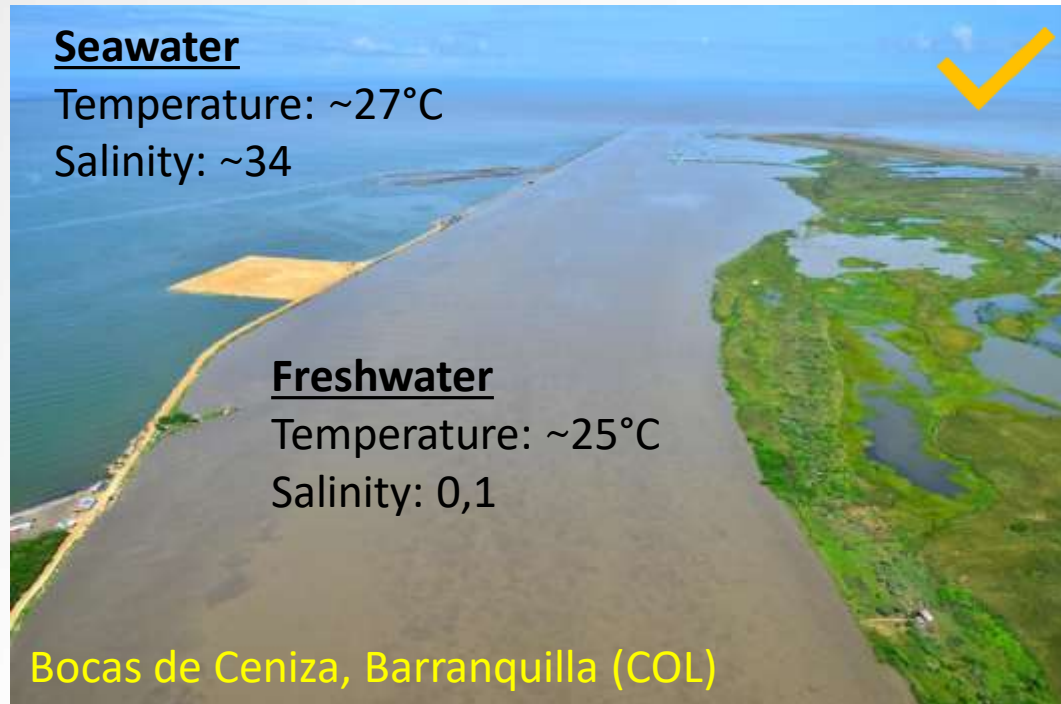 Seawater
Temperature: ~27°C
Salinity: ~34
Freshwater
Temperature: ~25°C
Salinity: 0,1
Bocas de Ceniza, Barranquilla (COL)